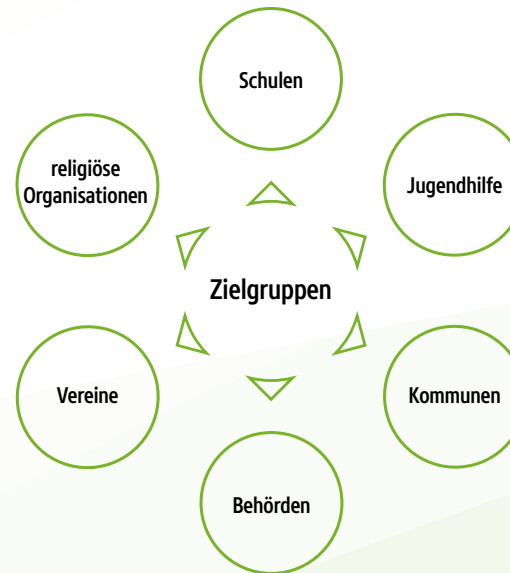 Schulen
religiöse
Organisationen
Jugendhilfe
Zielgruppen
Vereine
Kommunen
Behörden